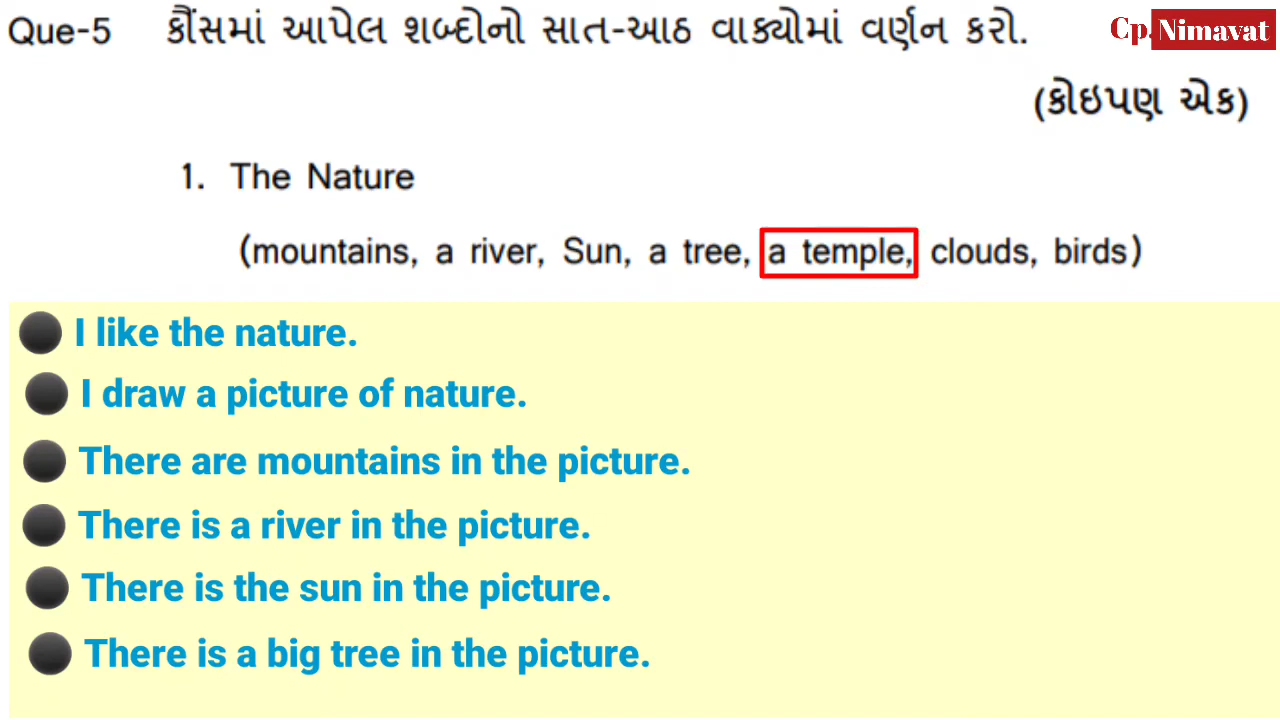 Que-5 કૌંસમાં આપેલ શબ્દોનો સાત-આઠ વાક્યોમાં વર્ણન કરો.
Cp. Nimavat
(કોઇપણ એક)
1. The Nature
(mountains, a river, Sun, a tree, a temple, clouds, birds)
I like the nature.
I draw a picture of nature.
There are mountains in the picture.
There is a river in the picture.
There is the sun in the picture.
There is a big tree in the picture.